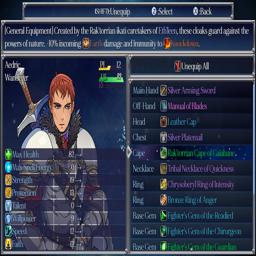 [SHIFT]:Unequip :Select :Back
[General Equipment] Created by the Rak'torrian ikati caretakers of these cloaks guard against the
powers of nature. -10% incoming Earth damage and immunity to
Aedric
Wanderer
Unequip All
Main Hand Silver Arming Sword
Off-Hand Manual of Blades
Head Leather Cap
Chest Silver Platemail
Cape Rak'torrian Cape of
Necklace Tribal Necklace of Quickness
Ring Chrysoberyl Ring of Intensity
Ring Bronze Ring of Anger
Base Gem Fighter's Gem of the Readied
Base Gem Fighter's Gem of the Chirurgeon
Base Gem Fighter's Gem of the Guardian
Max Health
Max Spell Energy
Strength
Protection
Talent
Willpower
Speed
Faith